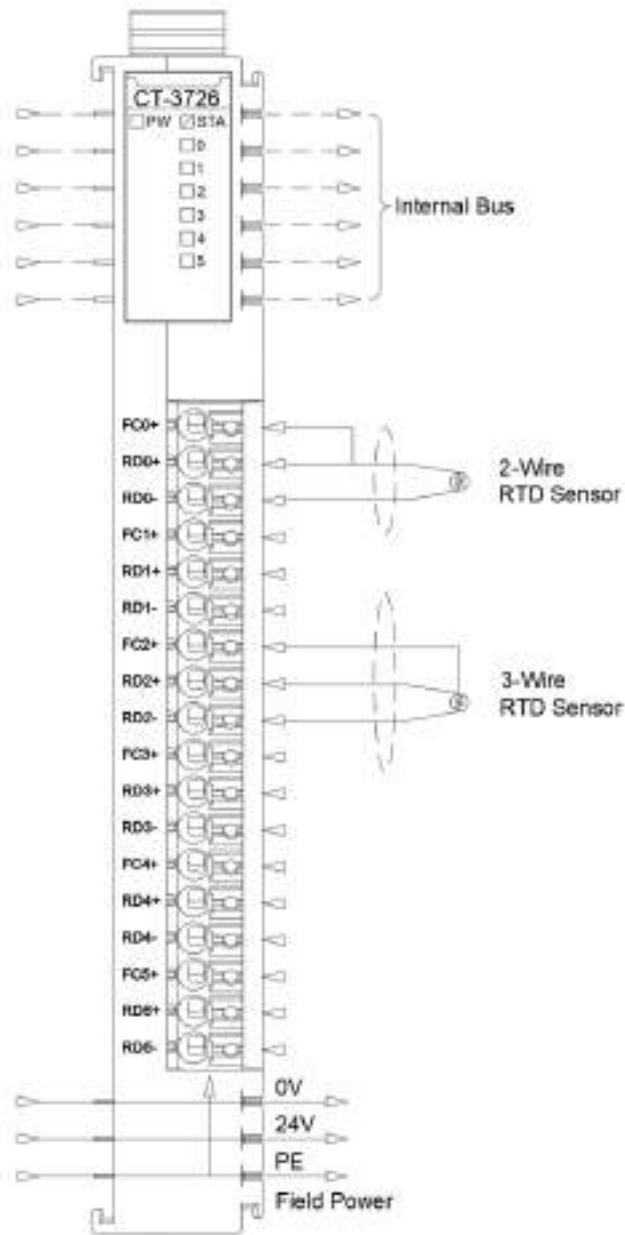 CT-3726
PW STA
0
1
2
3
4
5
Internal Bus
FC0+
RD0+
RD0-
2-Wire
RTD Sensor
FC1+
RD1+
RD1-
FC2+
RD2+
RD2-
3-Wire
RTD Sensor
FC3+
RD3+
RD3-
FC4+
RD4+
RD4-
FC5+
RD5+
RD5-
0V
24V
PE
Field Power